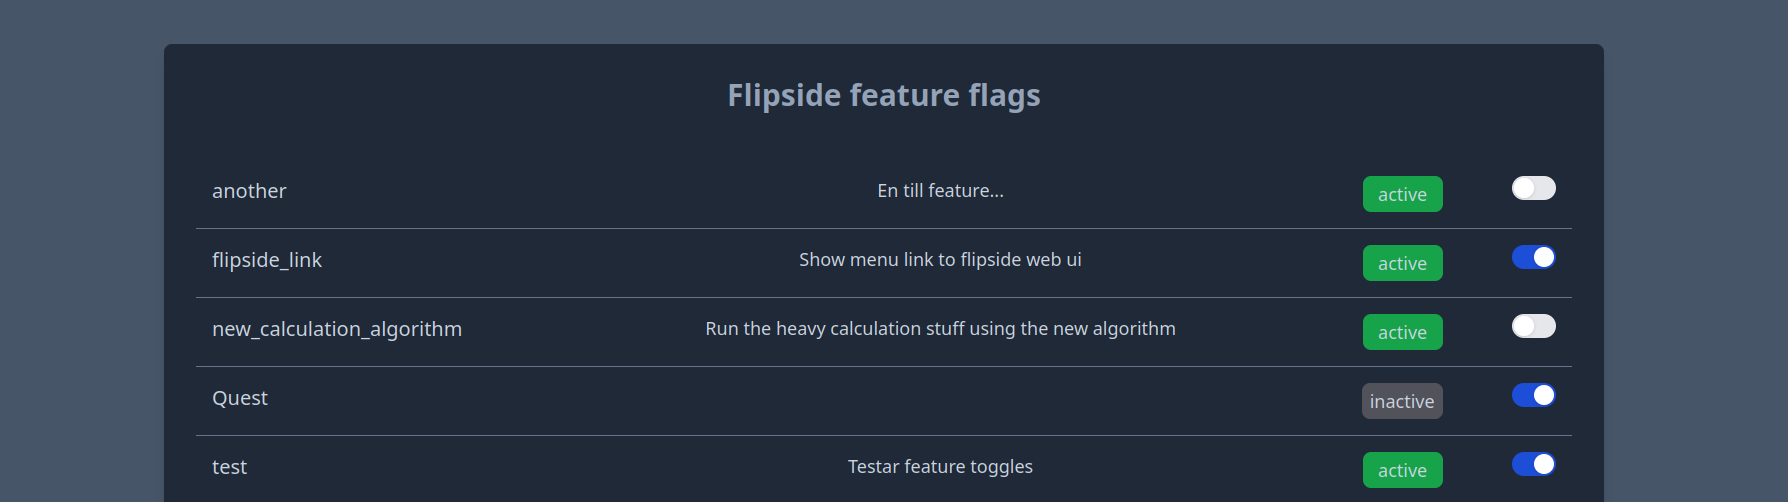 Flipside feature flags
another En till feature... active
flipside_link Show menu link to flipside web ui active
new_calculation_algorithm Run the heavy calculation stuff using the new algorithm active
Quest inactive
test Testar feature toggles active